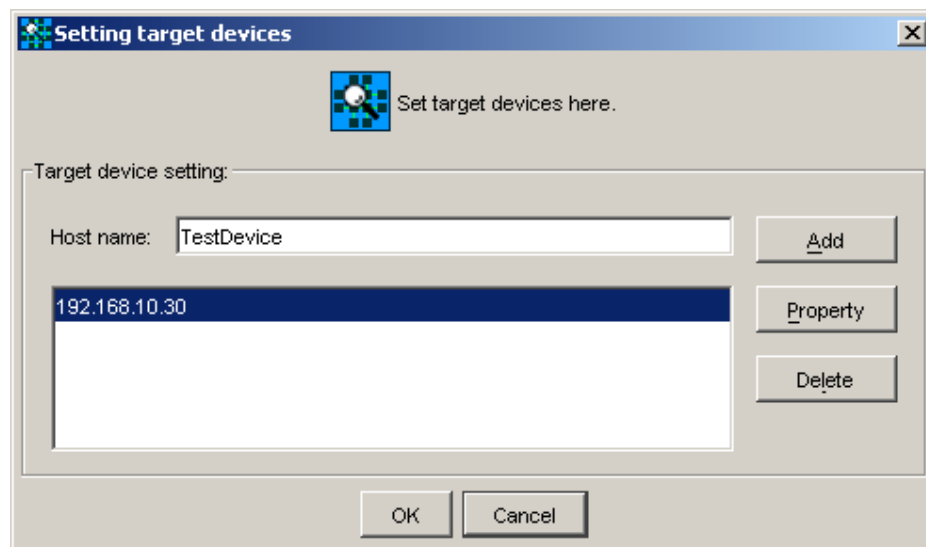 Setting target devices
Set target devices here.
Target device setting:
Host name: TestDevice
Add
192.168.10.30
Property
Delete
OK Cancel